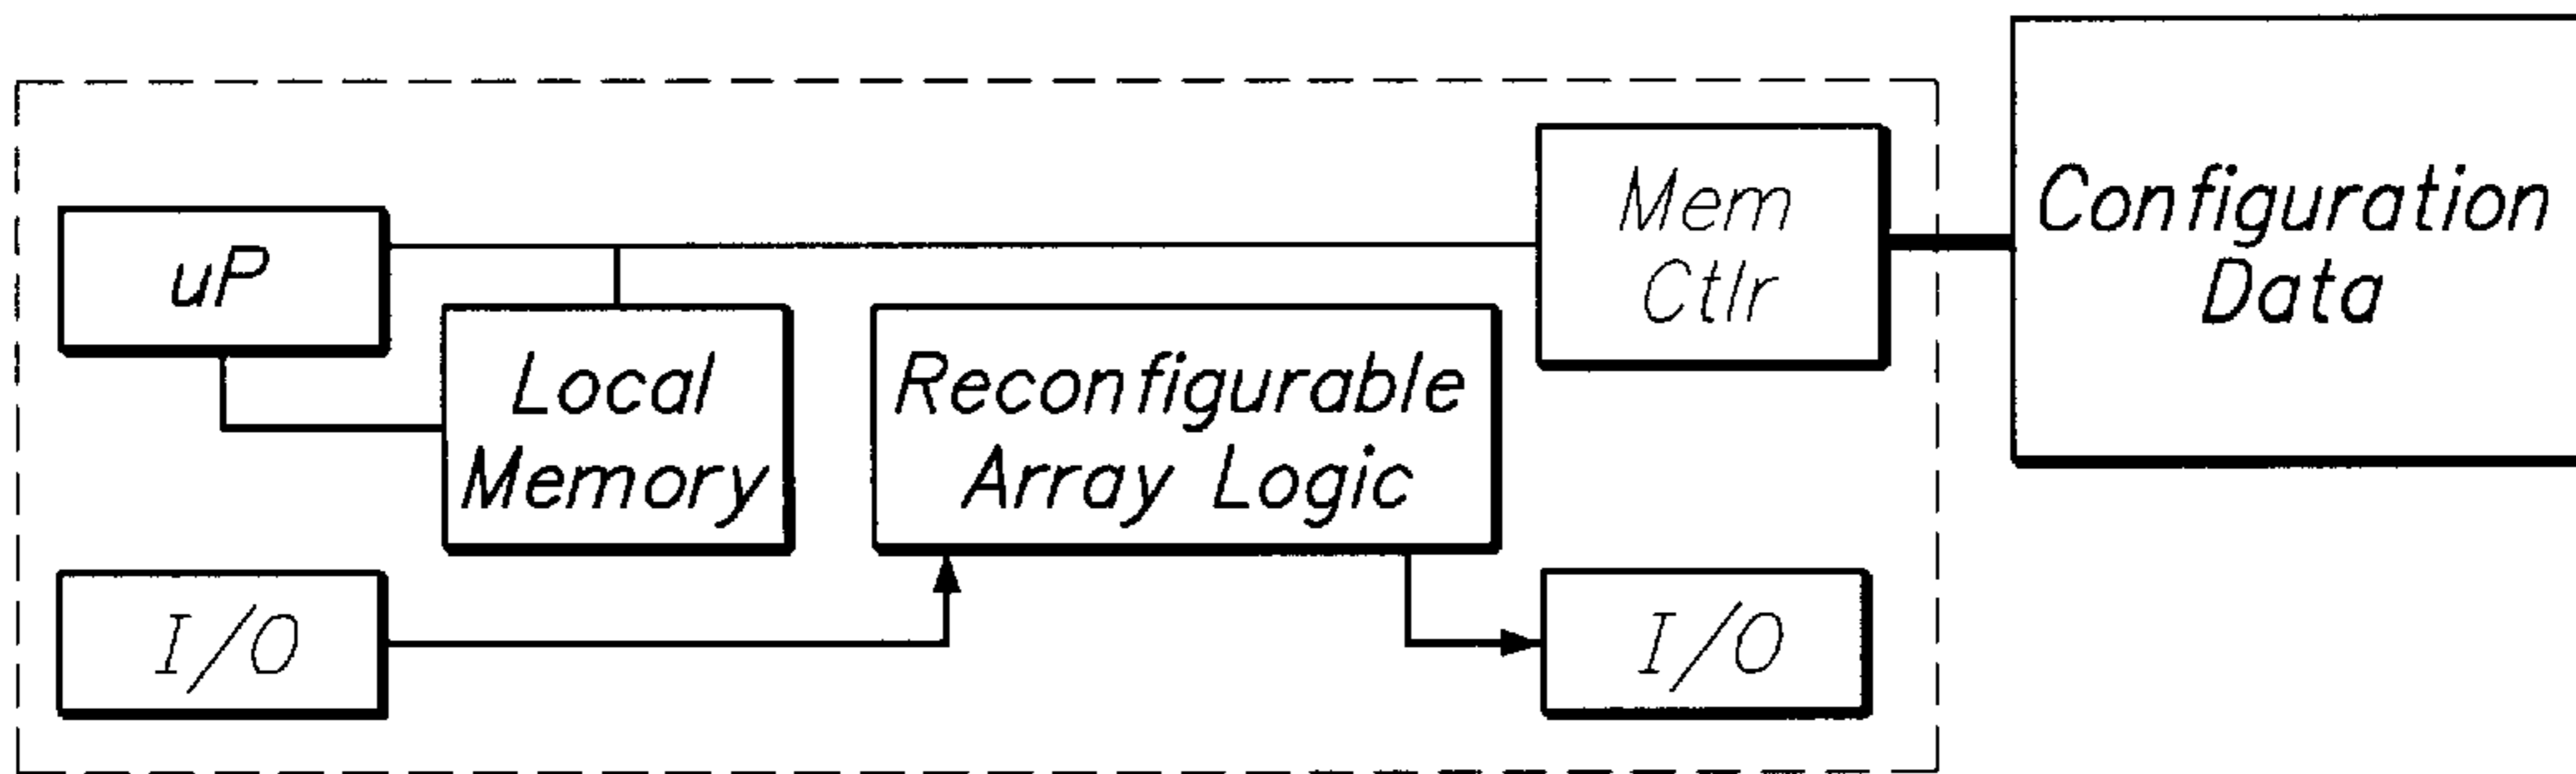 uP
Local
Memory
Reconfigurable
Array Logic
Mem
Ctlr
Configuration
Data
I/O
I/O